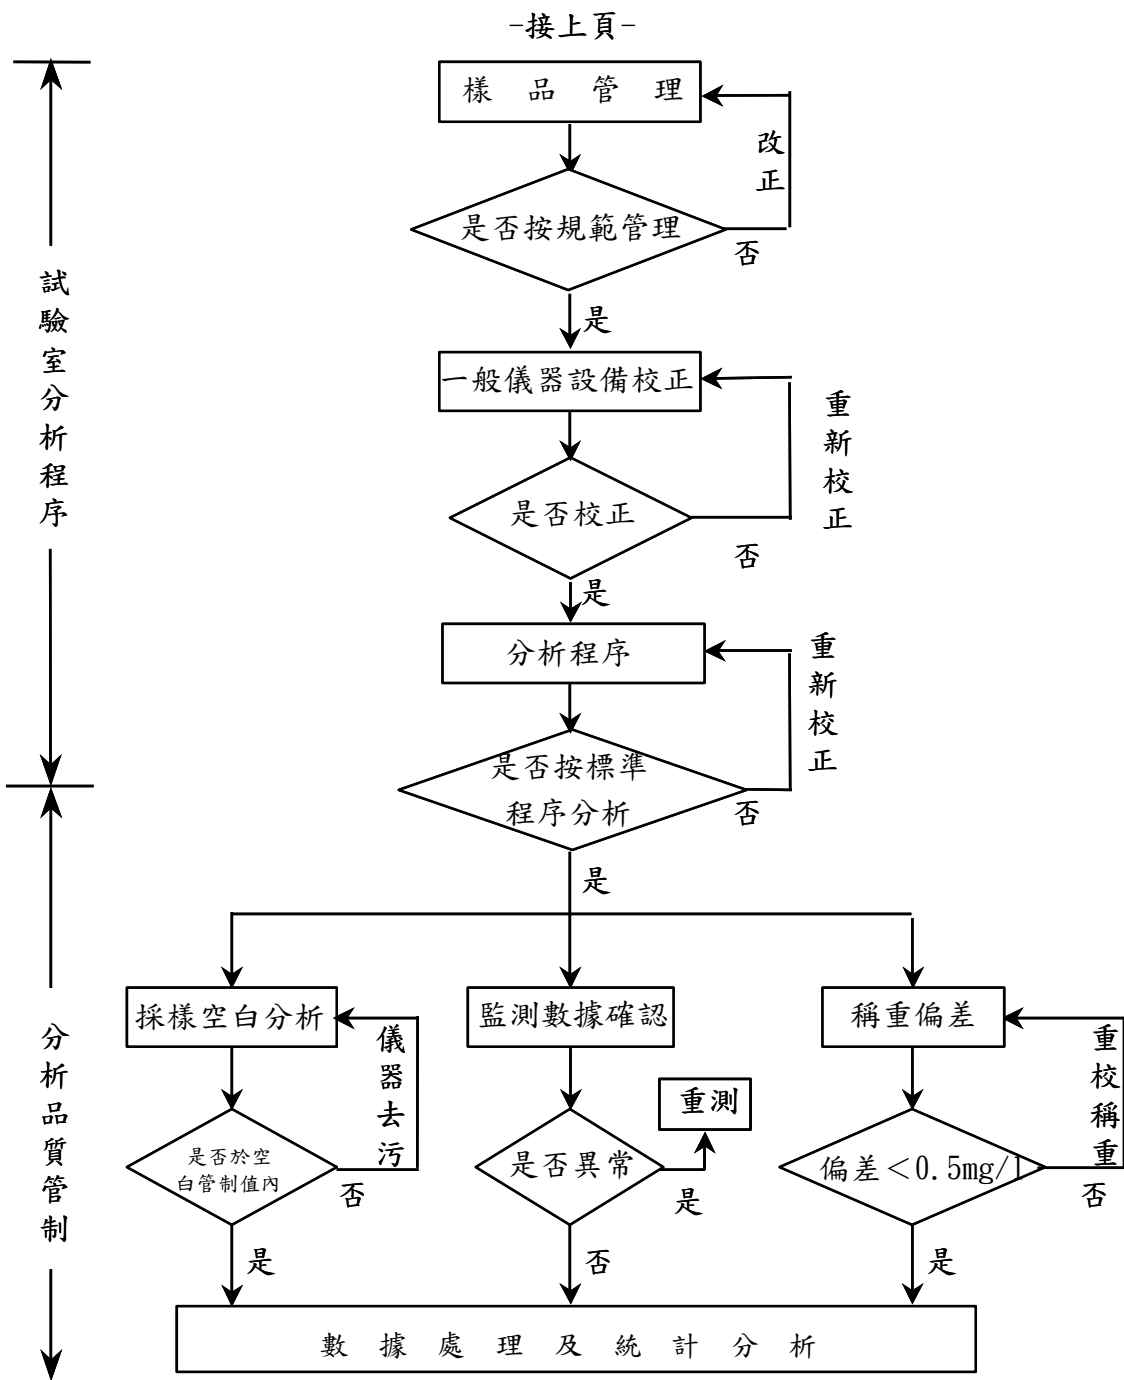 -接上頁-
樣品管理
改正
是否按規範管理
否
是
試驗室分析程序
一般儀器設備校正
重新校正
是否校正
否
是
分析程序
重新校正
是否按標準
程序分析
否
是
分析品質管制
採樣空白分析
儀器去污
是否於空
白管制值內
否
是
監測數據確認
重測
是否異常
是
否
稱重偏差
重校稱重
偏差<0.5mg/l
否
是
數據處理及統計分析